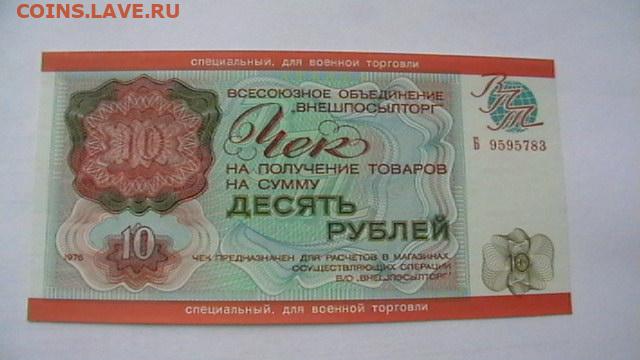 COINS.LAVE.RU
специальный, для военной торговли
ВСЕСОЮЗНОЕ ОБЪЕДИНЕНИЕ
„ВНЕШПОСЫЛТОРГ"
ВПТ
Чек
Б 9595783
НА ПОЛУЧЕНИЕ ТОВАРОВ
НА СУММУ
ДЕСЯТЬ
РУБЛЕЙ
10
10
1976
ЧЕК ПРЕДНАЗНАЧЕН ДЛЯ РАСЧЕТОВ В МАГАЗИНАХ
ОСУЩЕСТВЛЯЮЩИХ ОПЕРАЦИИ
В/О „ВНЕШПОСЫЛТОРГ"
специальный, для военной торговли